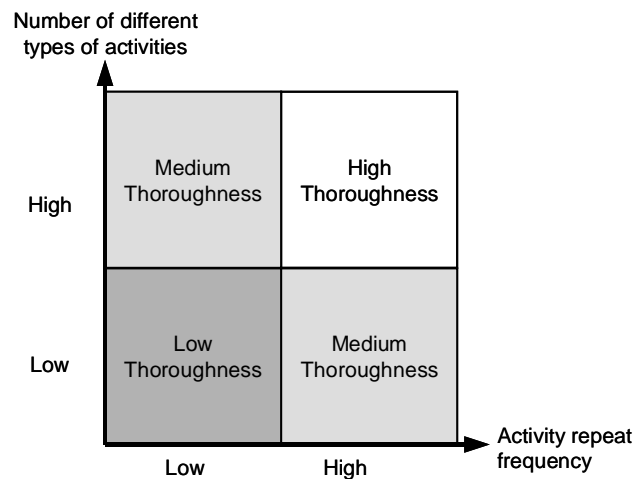 Number of different
types of activities
Medium
Thoroughness
High
Thoroughness
High
Low
Thoroughness
Medium
Thoroughness
Low
Activity repeat
frequency
Low
High